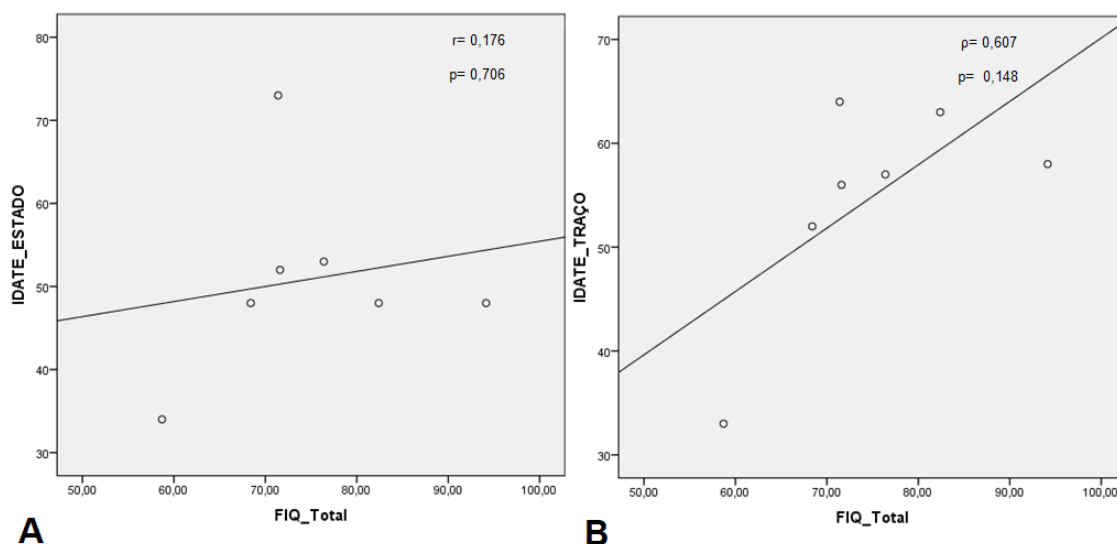 r= 0,176
p= 0,706
IDATE_ESTADO
80
70
60
50
40
30
50,00 60,00 70,00 80,00 90,00 100,00
FIQ_Total
A
ρ= 0,607
p= 0,148
IDATE_TRAÇO
70
60
50
40
30
50,00 60,00 70,00 80,00 90,00 100,00
FIQ_Total
B